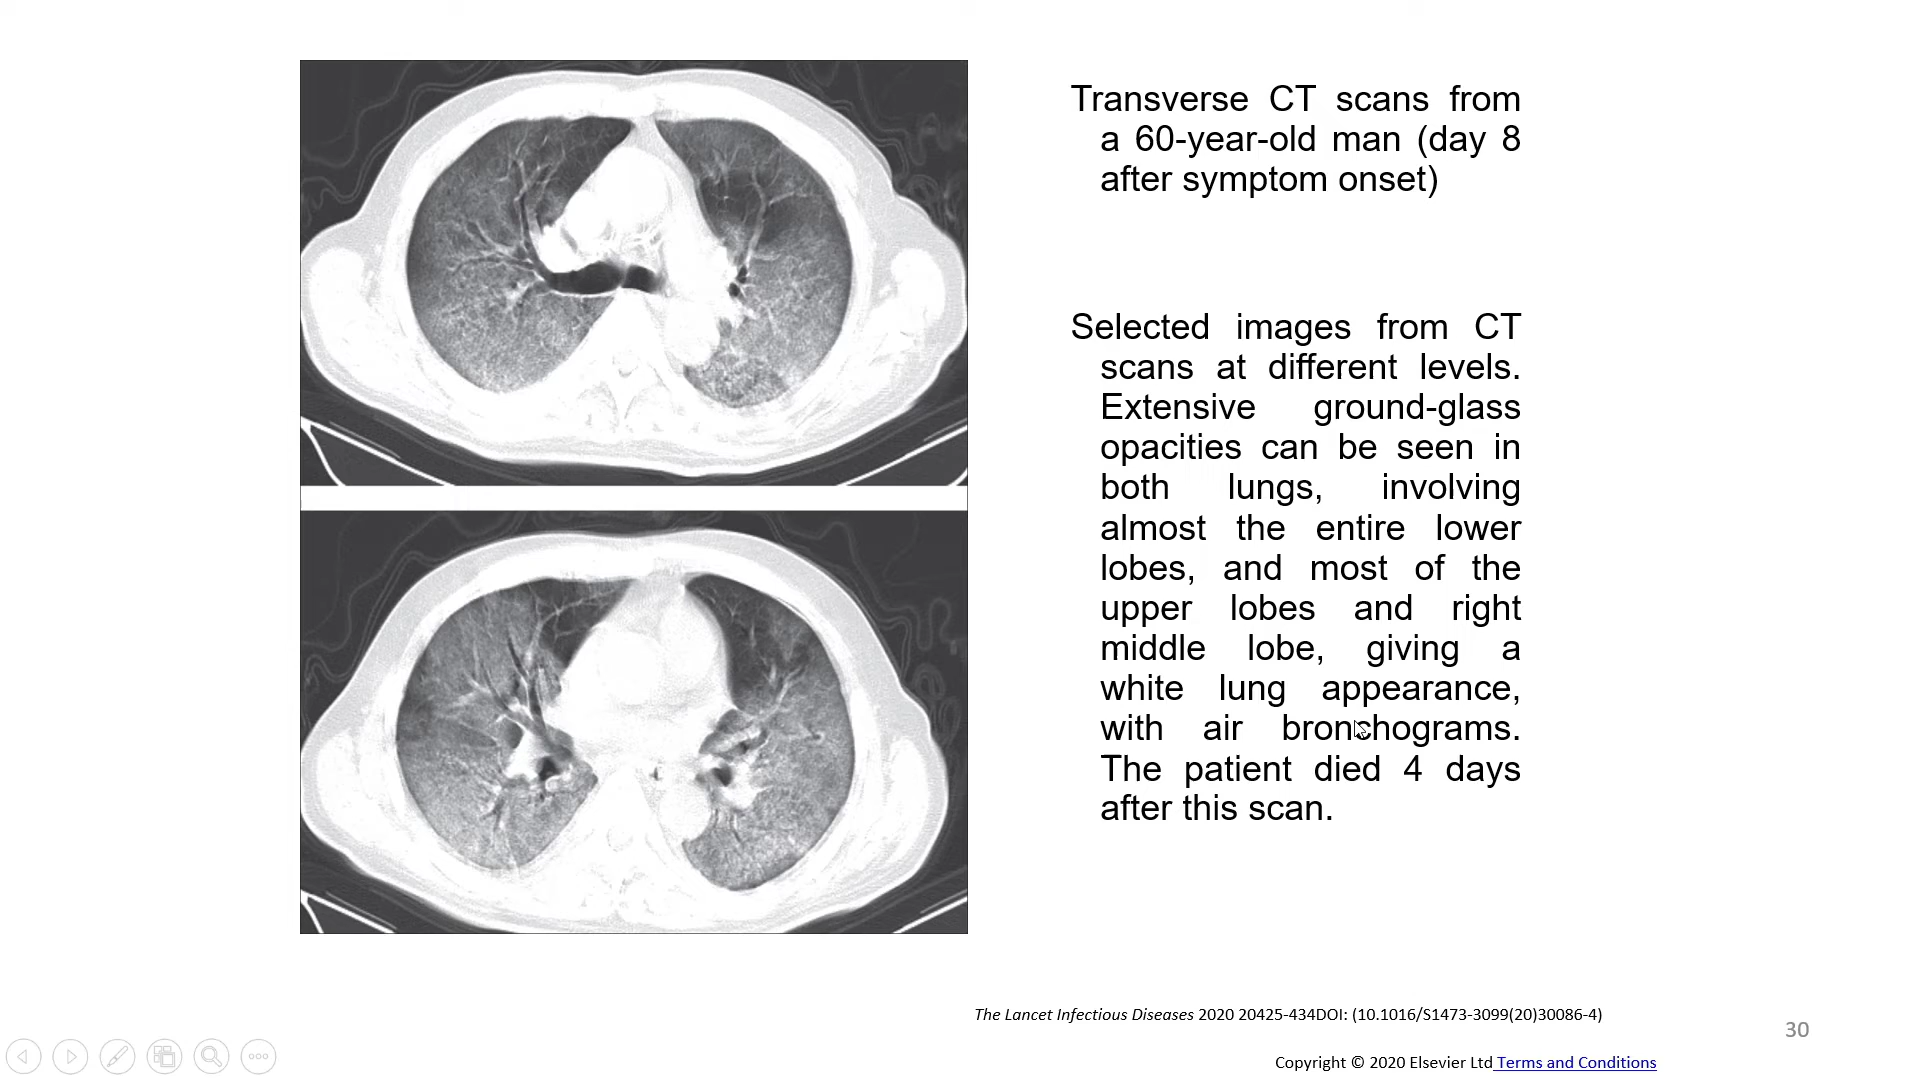 Transverse CT scans from
a 60-year-old man (day 8
after symptom onset)
Selected images from CT
scans at different levels.
Extensive ground-glass
opacities can be seen in
both lungs, involving
almost the entire lower
lobes, and most of the
upper lobes and right
middle lobe, giving a
white lung appearance,
with air bronchograms.
The patient died 4 days
after this scan.
The Lancet Infectious Diseases 2020 20425-434DOI: (10.1016/S1473-3099(20)30086-4)
30
Copyright © 2020 Elsevier Ltd Terms and Conditions